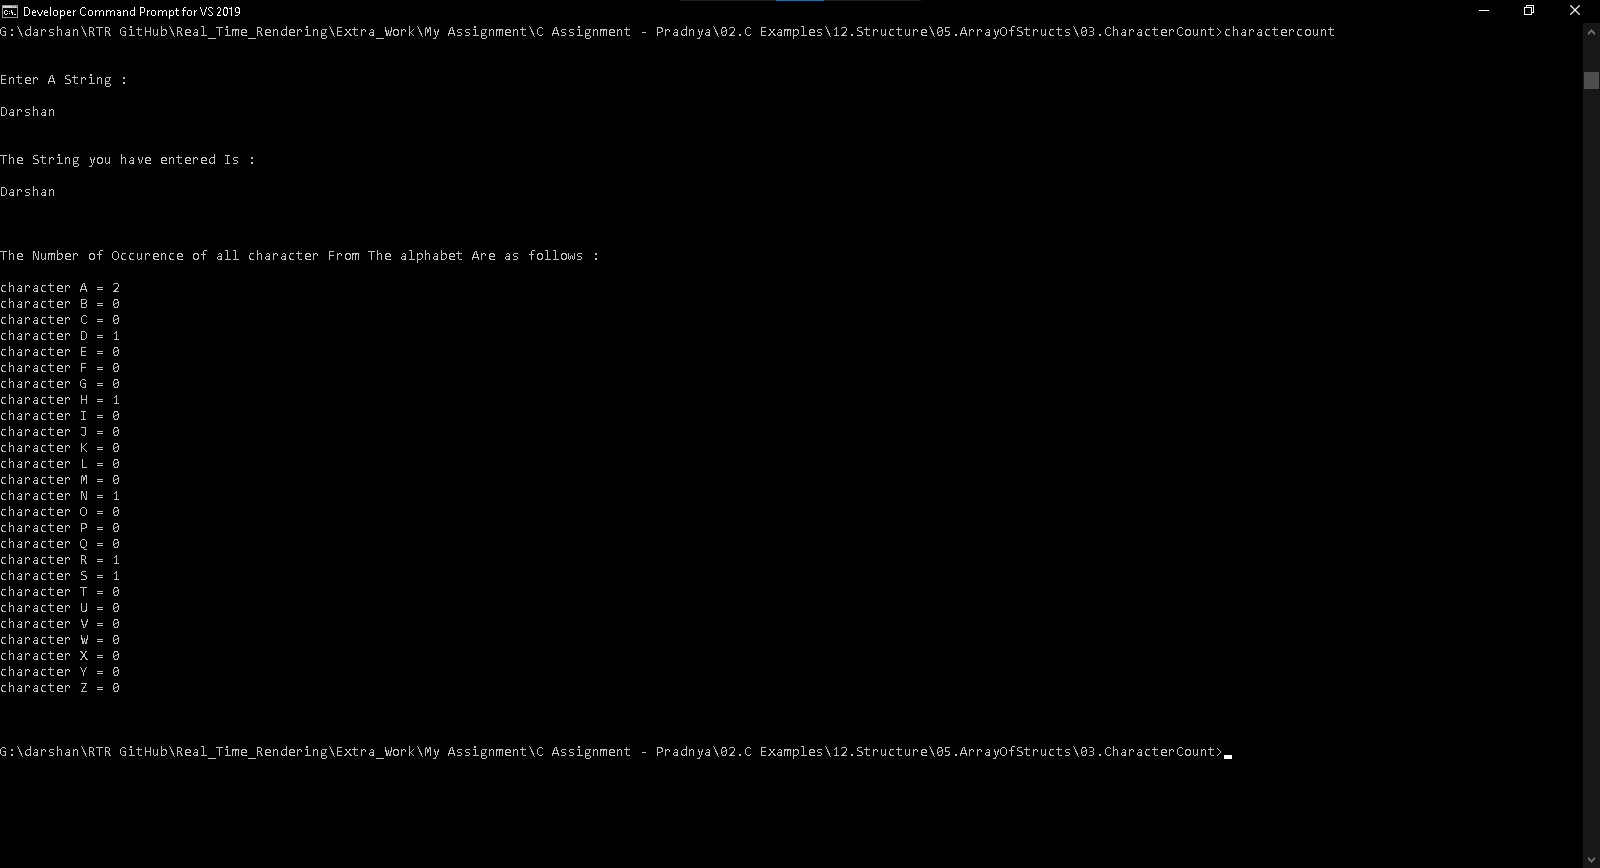 Developer Command Prompt for VS 2019
G:\darshan\RTR GitHub\Real_Time_Rendering\Extra_Work\My Assignment\C Assignment - Pradnya\02.C Examples\12.Structure\05.ArrayOfStructs\03.CharacterCount>charactercount
Enter A String :
Darshan
The String you have entered Is :
Darshan
The Number of Occurence of all character From The alphabet Are as follows :
character A = 2
character B = 0
character C = 0
character D = 1
character E = 0
character F = 0
character G = 0
character H = 1
character I = 0
character J = 0
character K = 0
character L = 0
character M = 0
character N = 1
character O = 0
character P = 0
character Q = 0
character R = 1
character S = 1
character T = 0
character U = 0
character V = 0
character W = 0
character X = 0
character Y = 0
character Z = 0
G:\darshan\RTR GitHub\Real_Time_Rendering\Extra_Work\My Assignment\C Assignment - Pradnya\02.C Examples\12.Structure\05.ArrayOfStructs\03.CharacterCount>